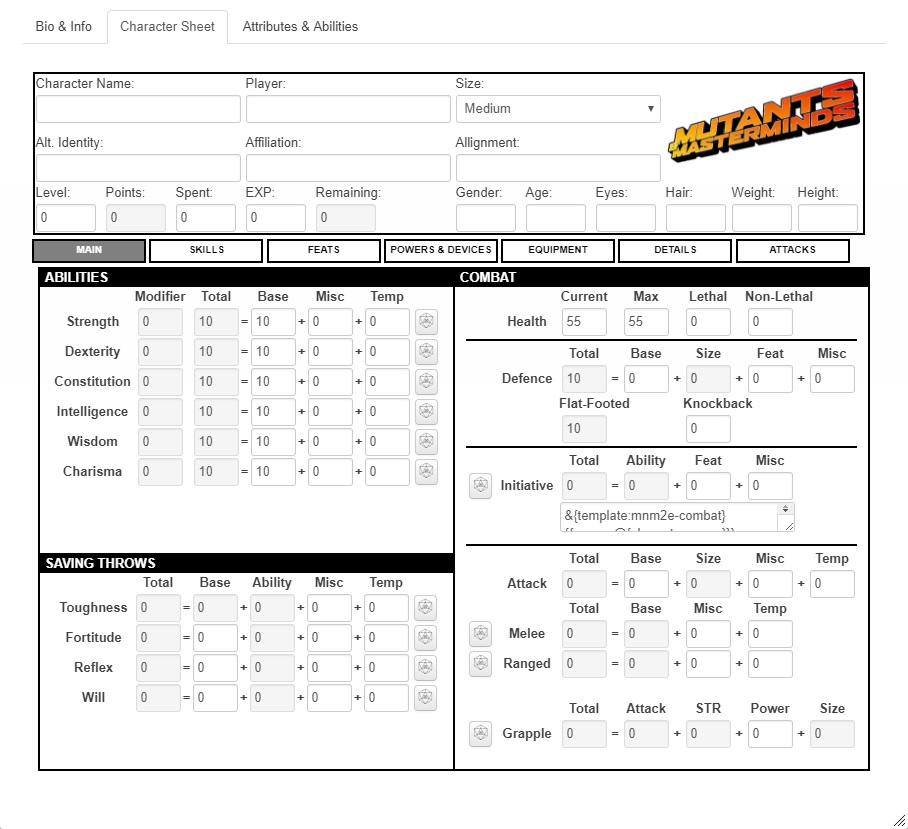 Bio & Info Character Sheet Attributes & Abilities
Character Name: Player: Size:
Medium
MUTANTS
MASTERMINDS
Alt. Identity: Affiliation: Allignment:
Level: Points: Spent: EXP: Remaining: Gender: Age: Eyes: Hair: Weight: Height:
0 0 0 0 0
MAIN SKILLS FEATS POWERS & DEVICES EQUIPMENT DETAILS ATTACKS
ABILITIES
Modifier Total Base Misc Temp
Strength 0 10 = 10 + 0 + 0
Dexterity 0 10 = 10 + 0 + 0
Constitution 0 10 = 10 + 0 + 0
Intelligence 0 10 = 10 + 0 + 0
Wisdom 0 10 = 10 + 0 + 0
Charisma 0 10 = 10 + 0 + 0
SAVING THROWS
Total Base Ability Misc Temp
Toughness 0 = 0 + 0 + 0 + 0
Fortitude 0 = 0 + 0 + 0 + 0
Reflex 0 = 0 + 0 + 0 + 0
Will 0 = 0 + 0 + 0 + 0
COMBAT
Current Max Lethal Non-Lethal
Health 55 55 0 0
Total Base Size Feat Misc
Defence 10 = 0 + 0 + 0 + 0
Flat-Footed Knockback
10 0
Total Ability Feat Misc
Initiative 0 = 0 + 0 + 0
&{template:mnm2e-combat}
Total Base Size Misc Temp
Attack 0 = 0 + 0 + 0 + 0
Total Base Misc Temp
Melee 0 = 0 + 0 + 0
Ranged 0 = 0 + 0 + 0
Total Attack STR Power Size
Grapple 0 = 0 + 0 + 0 + 0